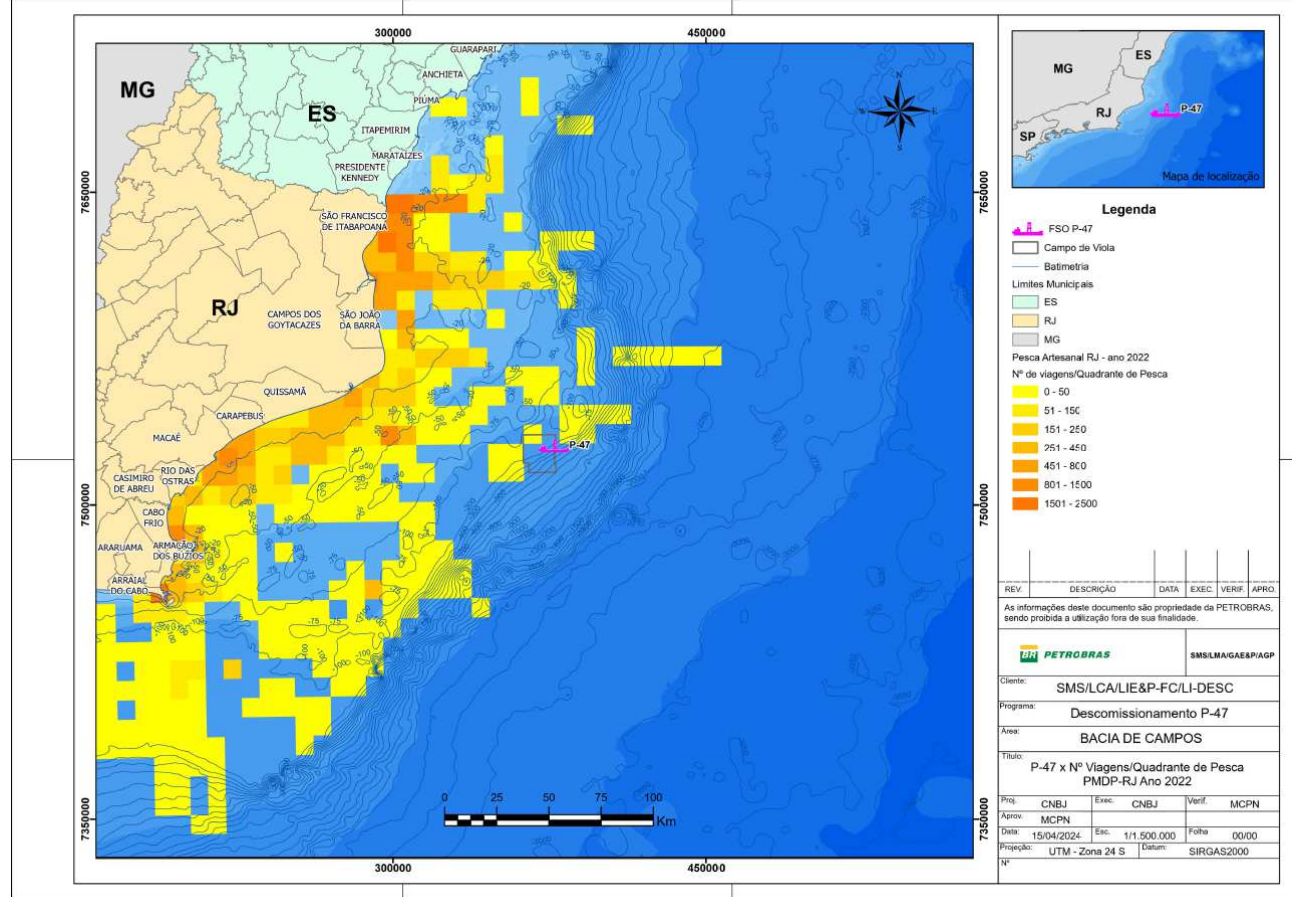 300000
450000
MG
ES
RJ
GUARAPARI
ANCHIETA
PIÚMA
ITAPEMIRIM
MARATAÍZES
PRESIDENTE
KENNEDY
SÃO FRANCISCO
DE ITABAPOANA
CAMPOS DOS
GOYTACAZES
SÃO JOÃO
DA BARRA
QUISSAMÃ
CARAPEBUS
MACAÉ
RIO DAS
OSTRAS
CASIMIRO
DE ABREU
CABO
FRIO
ARARUAMA
ARMAÇÃO
DOS BÚZIOS
ARRAIAL
DO CABO
P-47
N
E
S
W
7650000
7500000
7350000
7650000
7500000
7350000
0 25 50 75 100
Km
300000
450000
MG
ES
RJ
SP
P-47
Mapa de localização
Legenda
FSO P-47
Campo de Viola
Batimetria
Limites Municipais
ES
RJ
MG
Pesca Artesanal RJ - ano 2022
Nº de viagens/Quadrante de Pesca
0 - 50
51 - 150
151 - 250
251 - 450
451 - 800
801 - 1500
1501 - 2500
REV. DESCRIÇÃO DATA EXEC. VERIF. APRO.
As informações deste documento são propriedade da PETROBRAS,
sendo proibida a utilização fora de sua finalidade.
BR PETROBRAS
SMS/LMA/GAE&P/AGP
Cliente:
SMS/LCA/LIE&P-FC/LI-DESC
Programa:
Descomissionamento P-47
Área:
BACIA DE CAMPOS
Título:
P-47 x Nº Viagens/Quadrante de Pesca
PMDP-RJ Ano 2022
Proj. CNBJ Exec. CNBJ Verif. MCPN
Aprov. MCPN
Data: 15/04/2024 Esc. 1/1.500.000 Folha 00/00
Projeção: UTM - Zona 24 S Datum: SIRGAS2000
Nº